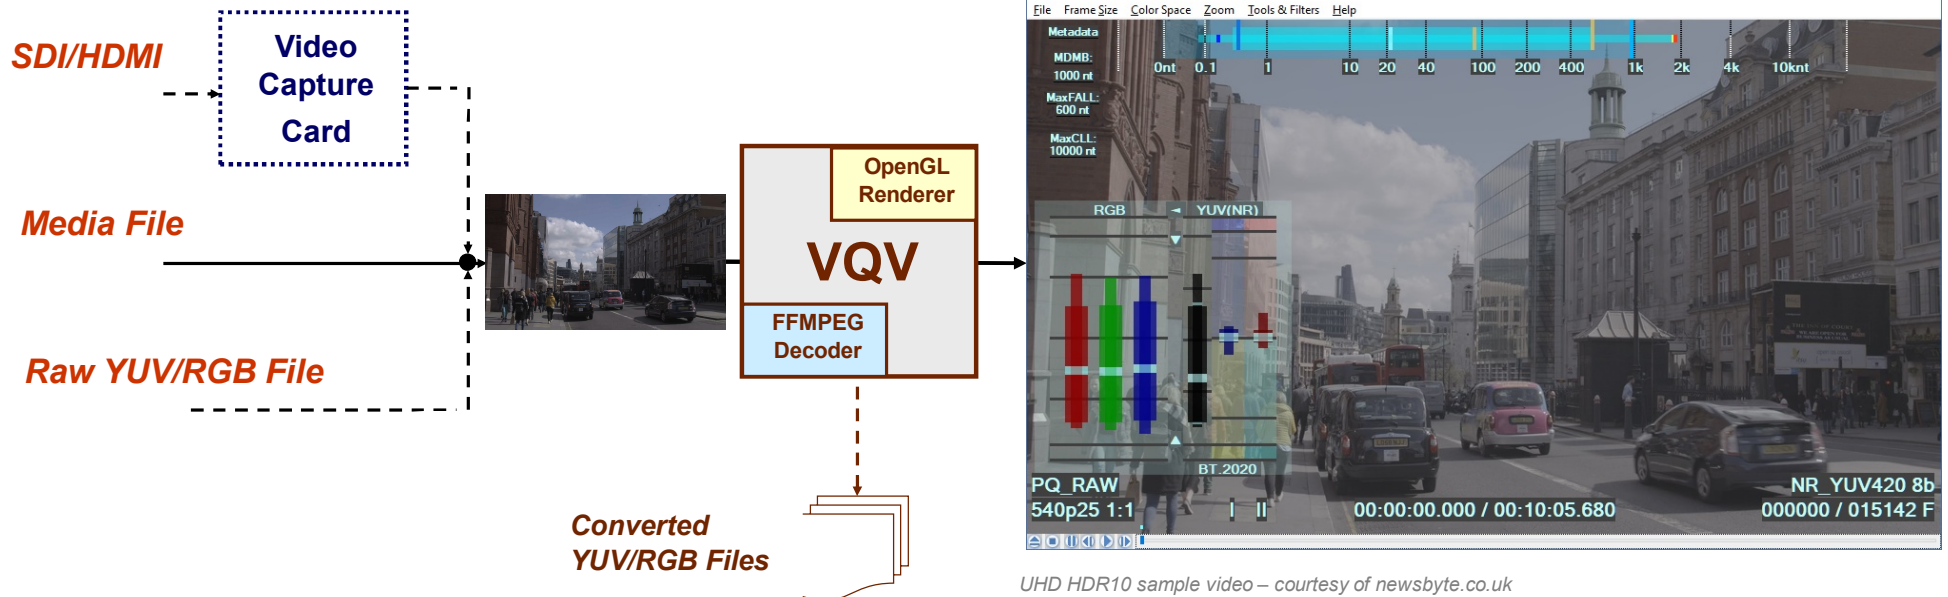 SDI/HDMI
Video
Capture
Card
Media File
Raw YUV/RGB File
OpenGL
Renderer
VQV
FFMPEG
Decoder
Converted
YUV/RGB Files
File Frame Size Color Space Zoom Tools & Filters Help
Metadata
MDMB:
1000 nt
MaxFALL:
600 nt
MaxCLL:
10000 nt
0nt 0.1 1 10 20 40 100 200 400 1k 2k 4k 10knt
RGB ◄ YUV(NR)
BT.2020
PQ_RAW
NR_YUV420 8b
540p25 1:1 I II 00:00:00.000 / 00:10:05.680 000000 / 015142 F
UHD HDR10 sample video – courtesy of newsbyte.co.uk